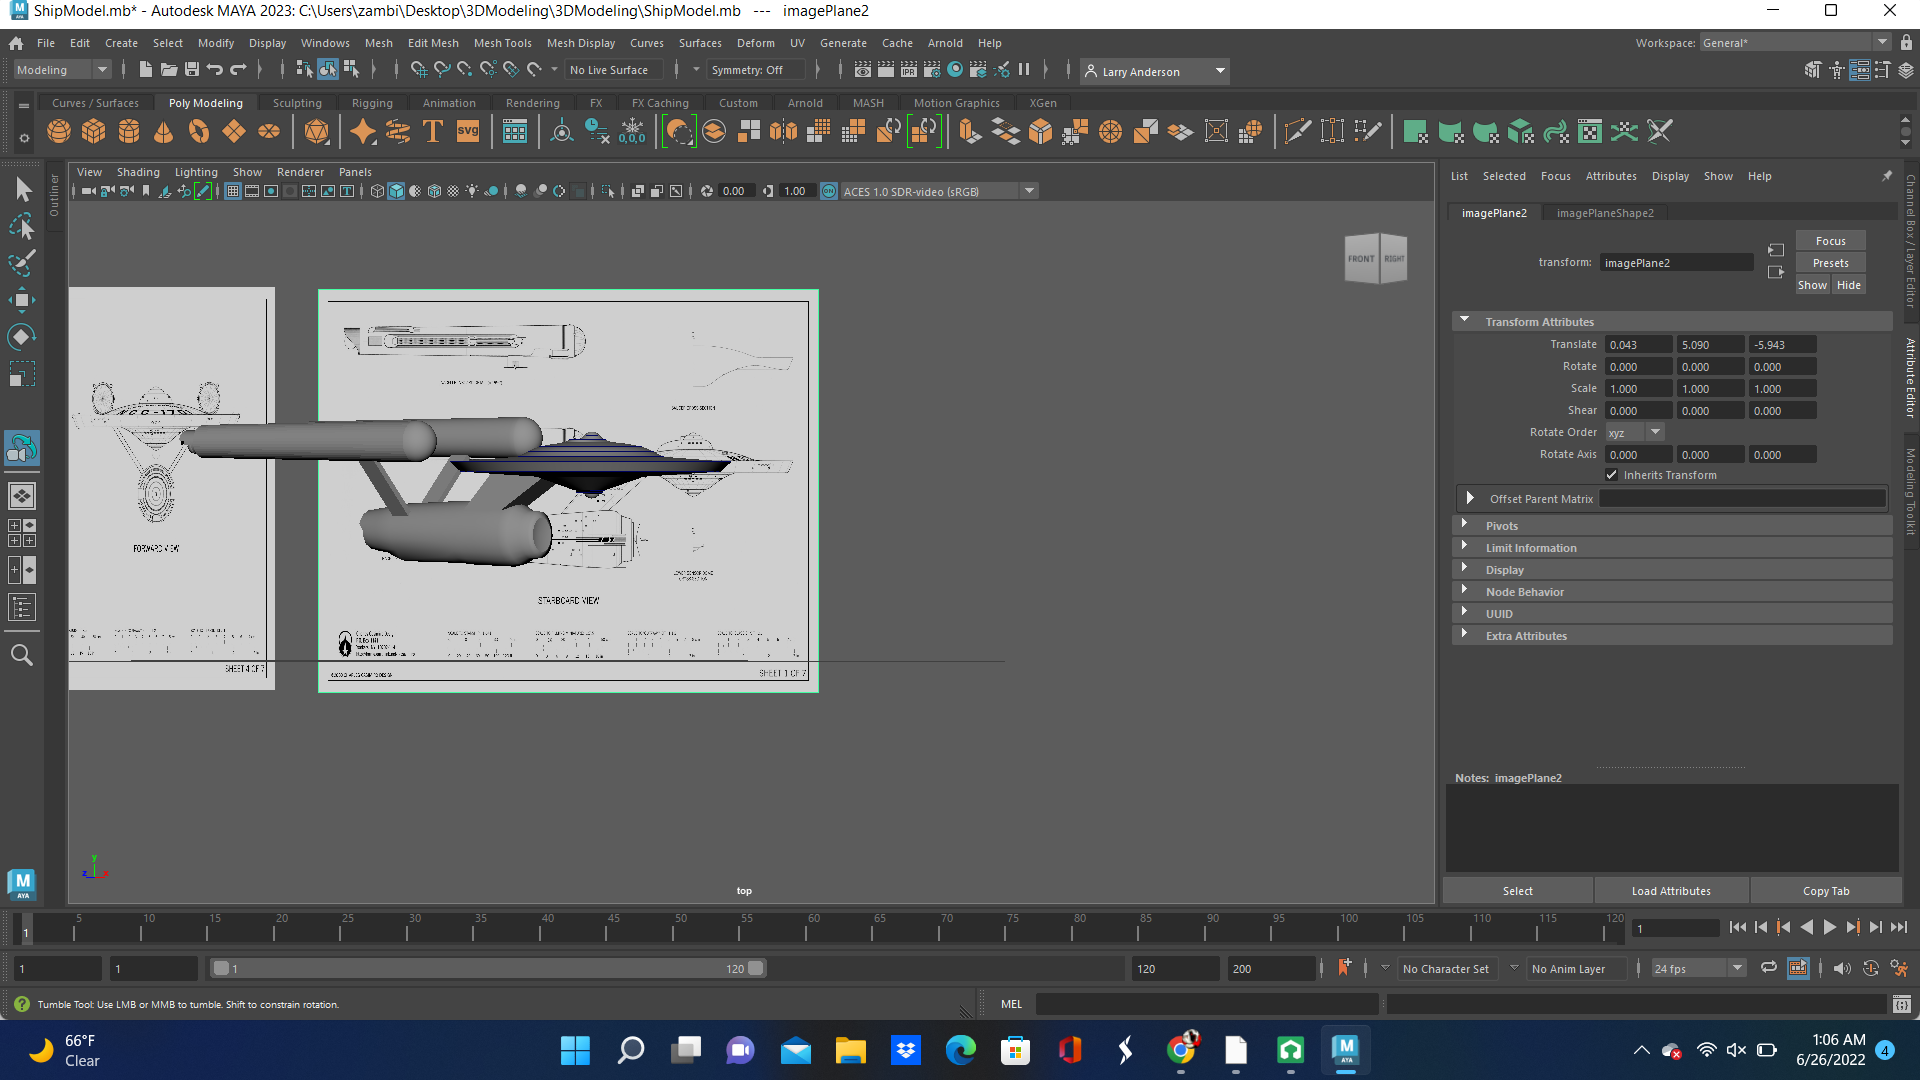 ShipModel.mb* - Autodesk MAYA 2023: C:\Users\zambi\Desktop\3DModeling\3DModeling\ShipModel.mb --- imagePlane2
File Edit Create Select Modify Display Windows Mesh Edit Mesh Mesh Tools Mesh Display Curves Surfaces Deform UV Generate Cache Arnold Help
Workspace: General*
Modeling
No Live Surface
Symmetry: Off
IPR
Larry Anderson
Curves / Surfaces Poly Modeling Sculpting Rigging Animation Rendering FX FX Caching Custom Arnold MASH Motion Graphics XGen
T
SVG
0,0,0
View Shading Lighting Show Renderer Panels
0.00
1.00
ON
ACES 1.0 SDR-video (sRGB)
Outliner
FRONT
RIGHT
FORWARD VIEW
SHEET 4 OF 7
SAUCER CROSS SECTION
STARBOARD VIEW
SHEET 1 OF 7
y
z
x
top
List Selected Focus Attributes Display Show Help
imagePlane2
imagePlaneShape2
transform: imagePlane2
Focus
Presets
Show Hide
Transform Attributes
Translate 0.043 5.090 -5.943
Rotate 0.000 0.000 0.000
Scale 1.000 1.000 1.000
Shear 0.000 0.000 0.000
Rotate Order xyz
Rotate Axis 0.000 0.000 0.000
Inherits Transform
Offset Parent Matrix
Pivots
Limit Information
Display
Node Behavior
UUID
Extra Attributes
Notes: imagePlane2
Select
Load Attributes
Copy Tab
Channel Box / Layer Editor
Attribute Editor
Modeling Toolkit
M
AYA
5 10 15 20 25 30 35 40 45 50 55 60 65 70 75 80 85 90 95 100 105 110 115 120
1
1
1
1
1
120
120
200
No Character Set
No Anim Layer
24 fps
Tumble Tool: Use LMB or MMB to tumble. Shift to constrain rotation.
MEL
66°F
Clear
M
AYA
1:06 AM
6/26/2022
4